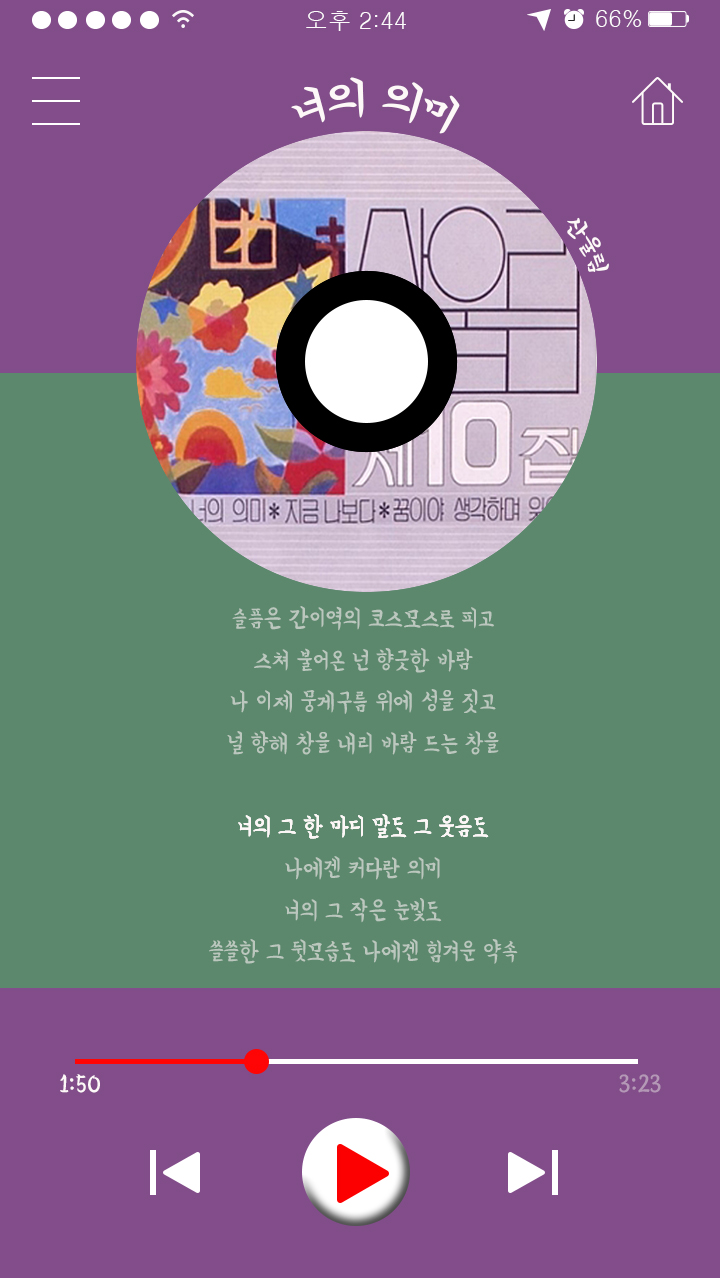 오후 2:44
66%
너의 의미
산울림
제10집
너의 의미*지금 나보다*꿈이야 생각하며
슬픔은 간이역의 코스모스로 피고
스쳐 불어온 넌 향긋한 바람
나 이제 뭉게구름 위에 성을 짓고
널 향해 창을 내리 바람 드는 창을
너의 그 한 마디 말도 그 웃음도
나에겐 커다란 의미
너의 그 작은 눈빛도
쓸쓸한 그 뒷모습도 나에겐 힘겨운 약속
1:50
3:23